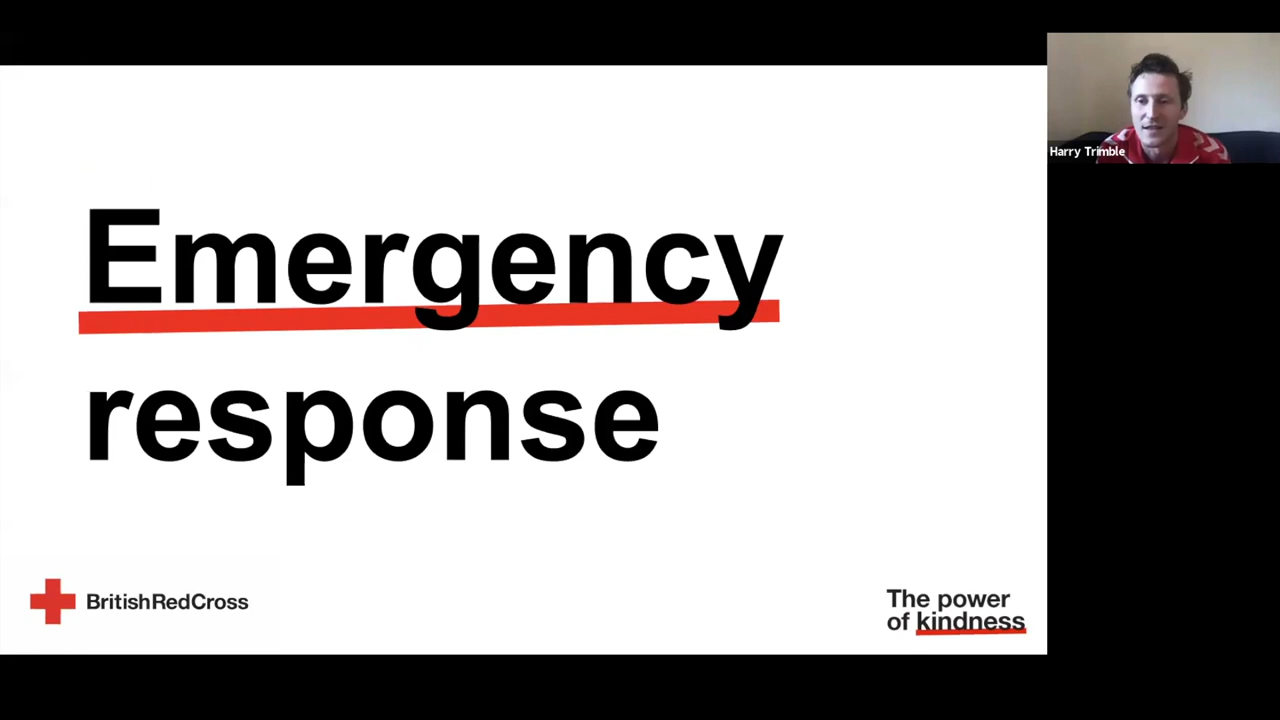 Emergency
response
BritishRedCross
The power
of kindness
Harry Trimble